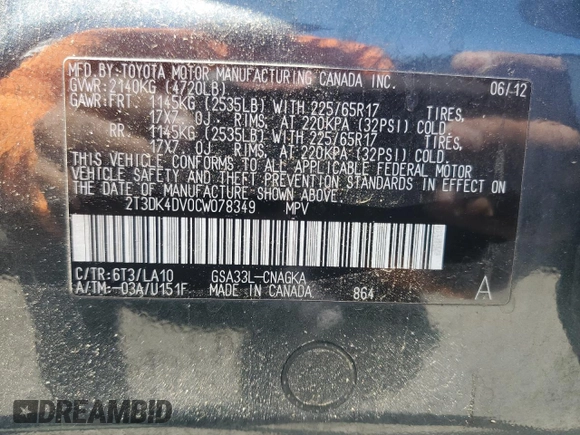 MFD. BY: TOYOTA MOTOR MANUFACTURING CANADA INC.
GVWR: 2140KG (4720LB) 06/12
GAWR: FRT. 1145KG (2535LB) WITH 225/65R17 TIRES,
17X7.0J RIMS, AT 220KPA (32PSI) COLD.
RR. 1145KG (2535LB) WITH 225/65R17 TIRES,
17X7.0J RIMS, AT 220KPA (32PSI) COLD.
THIS VEHICLE CONFORMS TO ALL APPLICABLE FEDERAL MOTOR
VEHICLE SAFETY AND THEFT PREVENTION STANDARDS IN EFFECT ON
THE DATE OF MANUFACTURE SHOWN ABOVE.
2T3DK4DV0CW078349 MPV
C/TR: 6T3/LA10 GSA33L-CNAGKA
A/TM: -03A/U151F MADE IN CANADA 864 A
DREAMBID